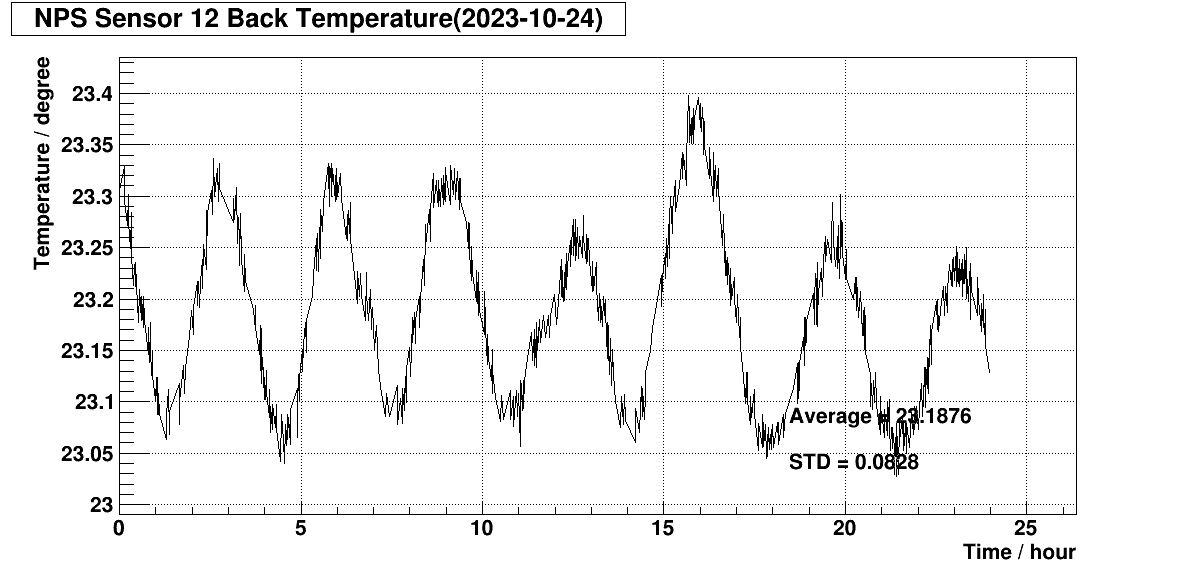 NPS Sensor 12 Back Temperature(2023-10-24)
Temperature / degree
23.4
23.35
23.3
23.25
23.2
23.15
23.1
23.05
23
Average = 23.1876
STD = 0.0828
0 5 10 15 20 25
Time / hour